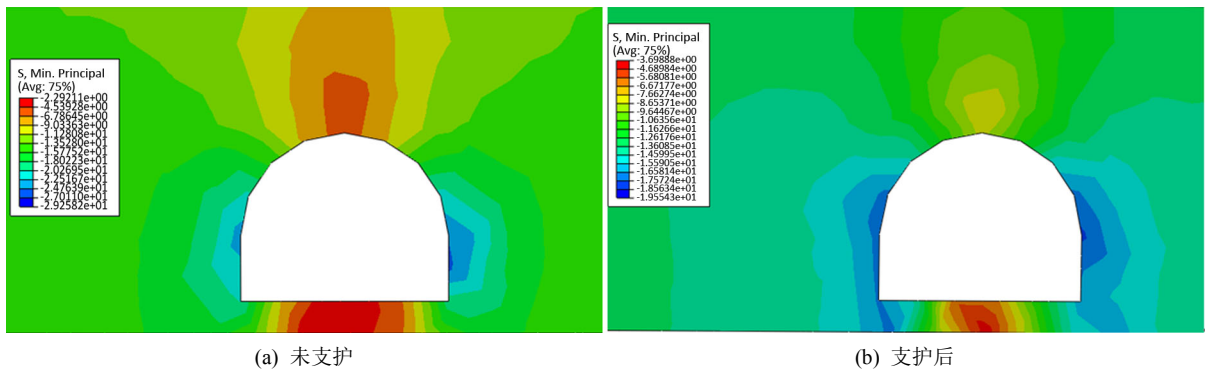 S, Min. Principal
(Avg: 75%)
-2.29211e+00
-4.53928e+00
-6.78645e+00
-9.03363e+00
-1.12808e+01
-1.35280e+01
-1.57752e+01
-1.80223e+01
-2.02695e+01
-2.25167e+01
-2.47639e+01
-2.70110e+01
-2.92582e+01
S, Min. Principal
(Avg: 75%)
-3.69888e+00
-4.68984e+00
-5.68081e+00
-6.67177e+00
-7.66274e+00
-8.65371e+00
-9.64467e+00
-1.06356e+01
-1.16266e+01
-1.26176e+01
-1.36085e+01
-1.45995e+01
-1.55905e+01
-1.65814e+01
-1.75724e+01
-1.85634e+01
-1.95543e+01
(a) 未支护
(b) 支护后